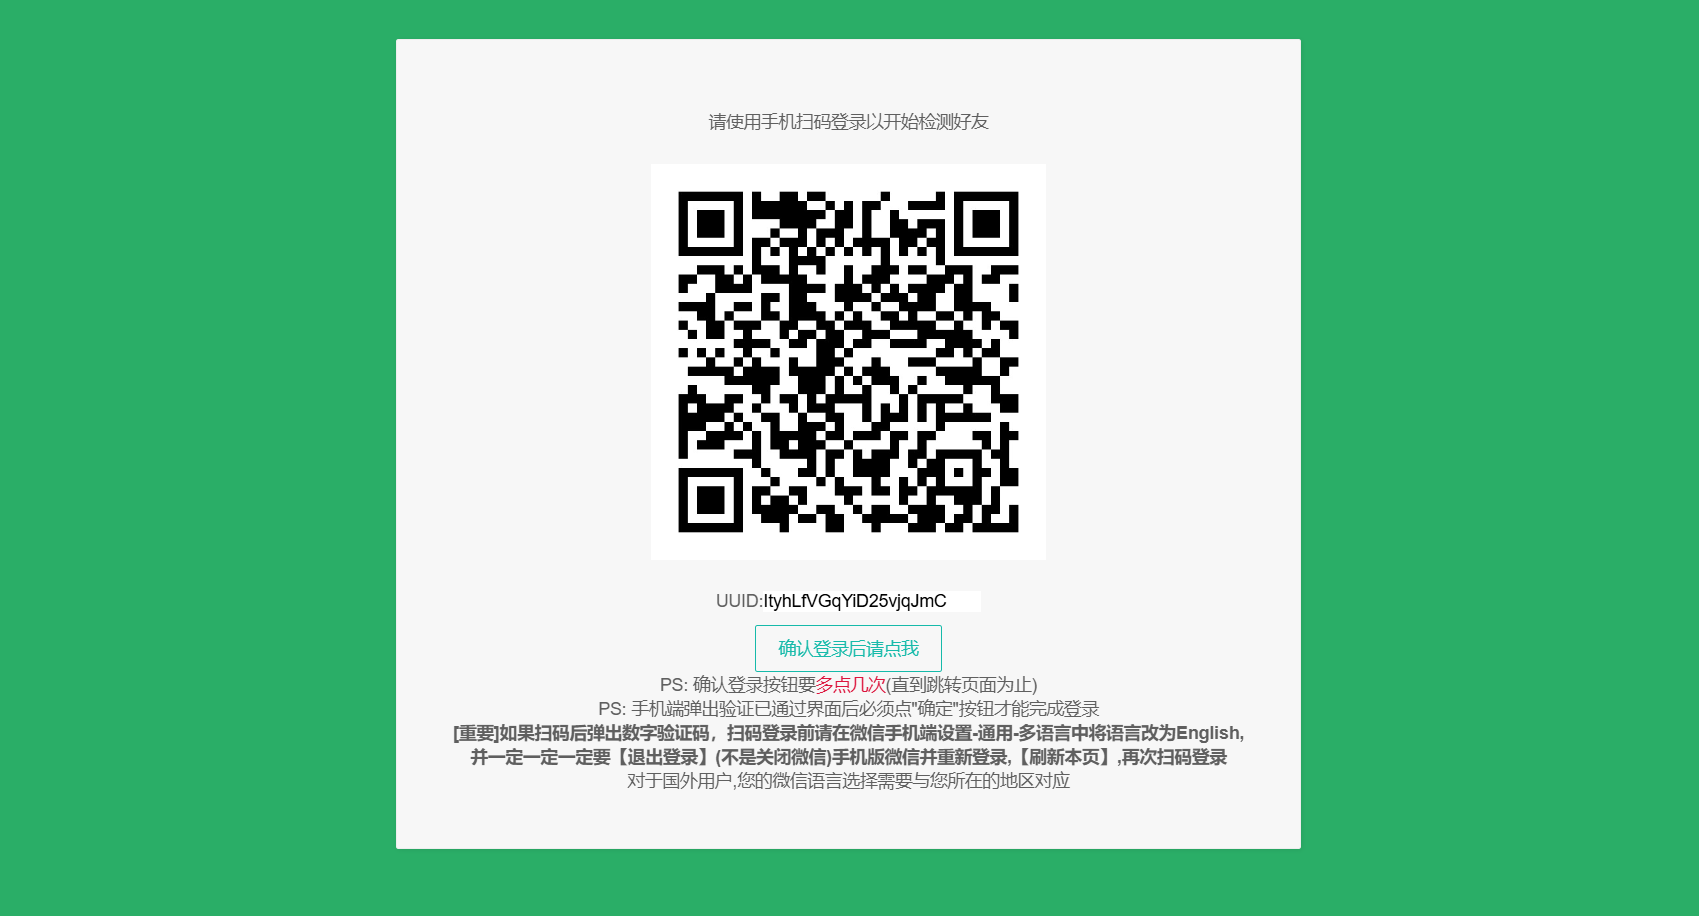 请使用手机扫码登录以开始检测好友
UUID:ItyhLfVGqYiD25vjqJmC
确认登录后请点我
PS: 确认登录按钮要多点几次(直到跳转页面为止)
PS: 手机端弹出验证已通过界面后必须点"确定"按钮才能完成登录
[重要]如果扫码后弹出数字验证码，扫码登录前请在微信手机端设置-通用-多语言中将语言改为English,
并一定一定一定要【退出登录】(不是关闭微信)手机版微信并重新登录,【刷新本页】,再次扫码登录
对于国外用户,您的微信语言选择需要与您所在的地区对应